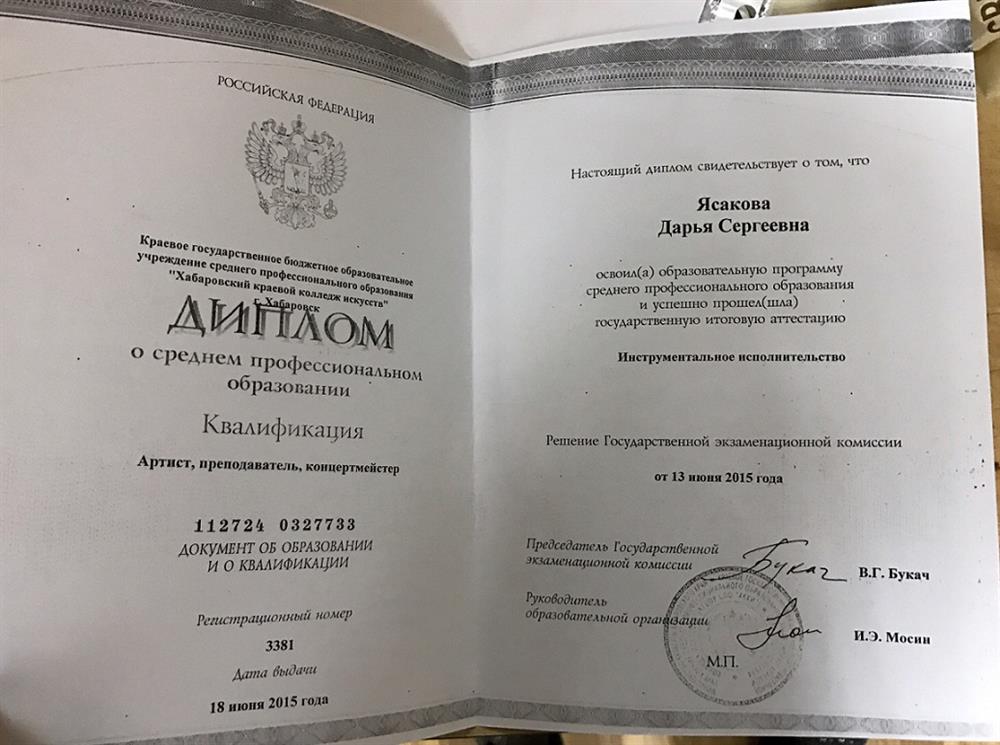 РОССИЙСКАЯ ФЕДЕРАЦИЯ
Краевое государственное бюджетное образовательное
учреждение среднего профессионального образования
"Хабаровский краевой колледж искусств"
г. Хабаровск
ДИПЛОМ
о среднем профессиональном
образовании
Квалификация
Артист, преподаватель, концертмейстер
112724 0327733
ДОКУМЕНТ ОБ ОБРАЗОВАНИИ
И О КВАЛИФИКАЦИИ
Регистрационный номер
3381
Дата выдачи
18 июня 2015 года
Настоящий диплом свидетельствует о том, что
Ясакова
Дарья Сергеевна
освоил(а) образовательную программу
среднего профессионального образования
и успешно прошел(шла)
государственную итоговую аттестацию
Инструментальное исполнительство
Решение Государственной экзаменационной комиссии
от 13 июня 2015 года
Председатель Государственной
экзаменационной комиссии
Букач
В.Г. Букач
Руководитель
образовательной организации
И.Э. Мосин
М.П.